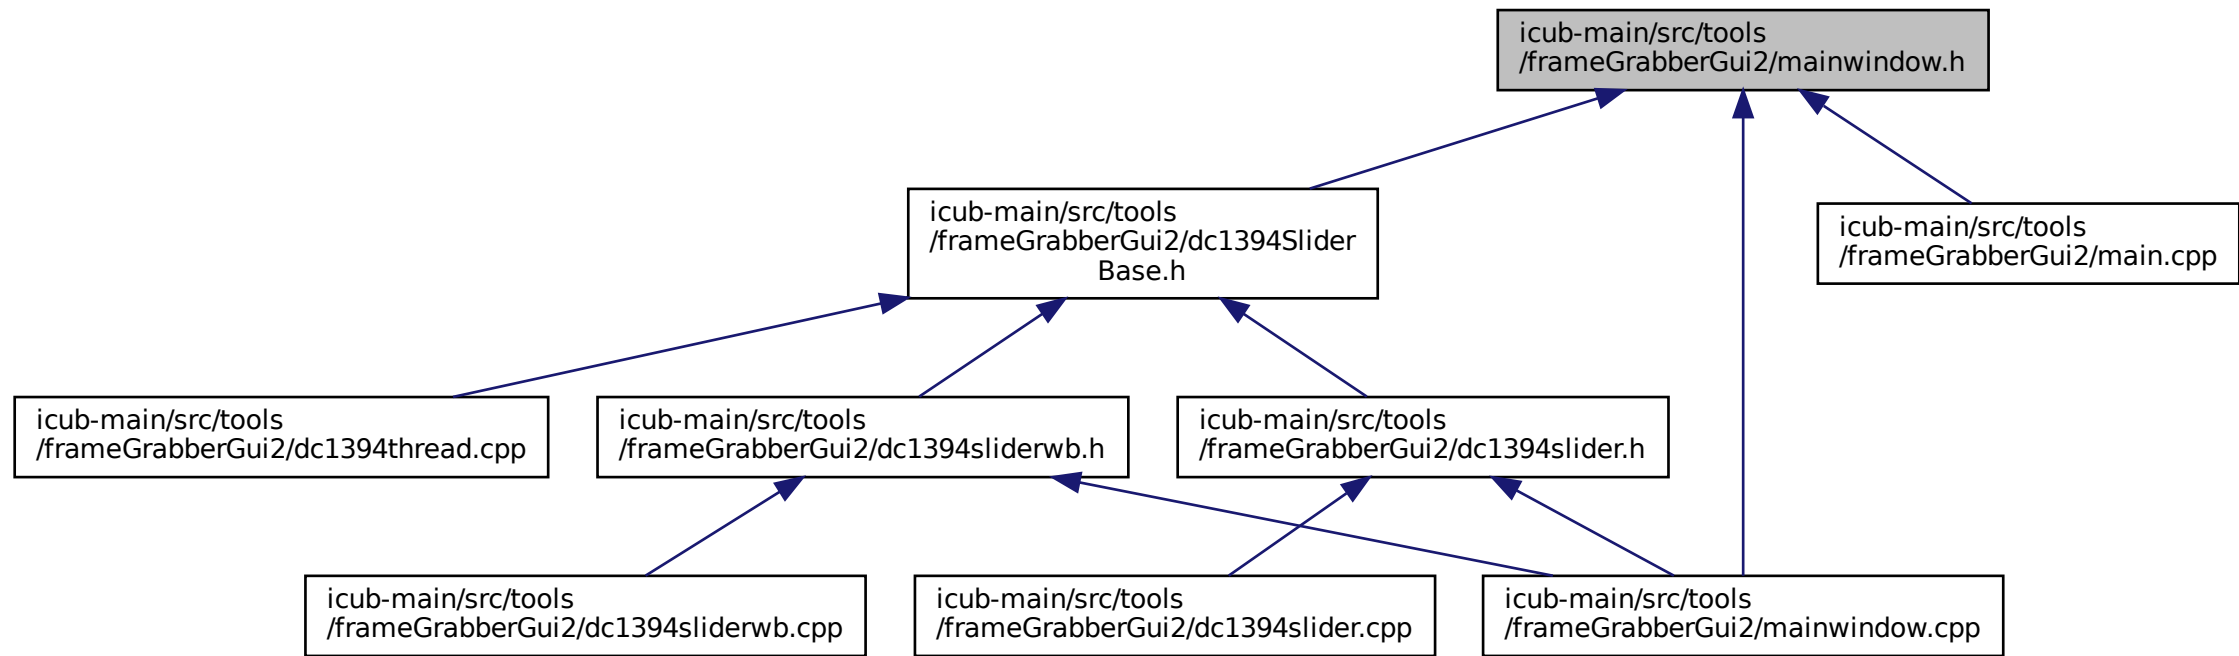 icub-main/src/tools
/frameGrabberGui2/mainwindow.h
icub-main/src/tools
/frameGrabberGui2/dc1394Slider
Base.h
icub-main/src/tools
/frameGrabberGui2/main.cpp
icub-main/src/tools
/frameGrabberGui2/dc1394thread.cpp
icub-main/src/tools
/frameGrabberGui2/dc1394sliderwb.h
icub-main/src/tools
/frameGrabberGui2/dc1394slider.h
icub-main/src/tools
/frameGrabberGui2/dc1394sliderwb.cpp
icub-main/src/tools
/frameGrabberGui2/dc1394slider.cpp
icub-main/src/tools
/frameGrabberGui2/mainwindow.cpp